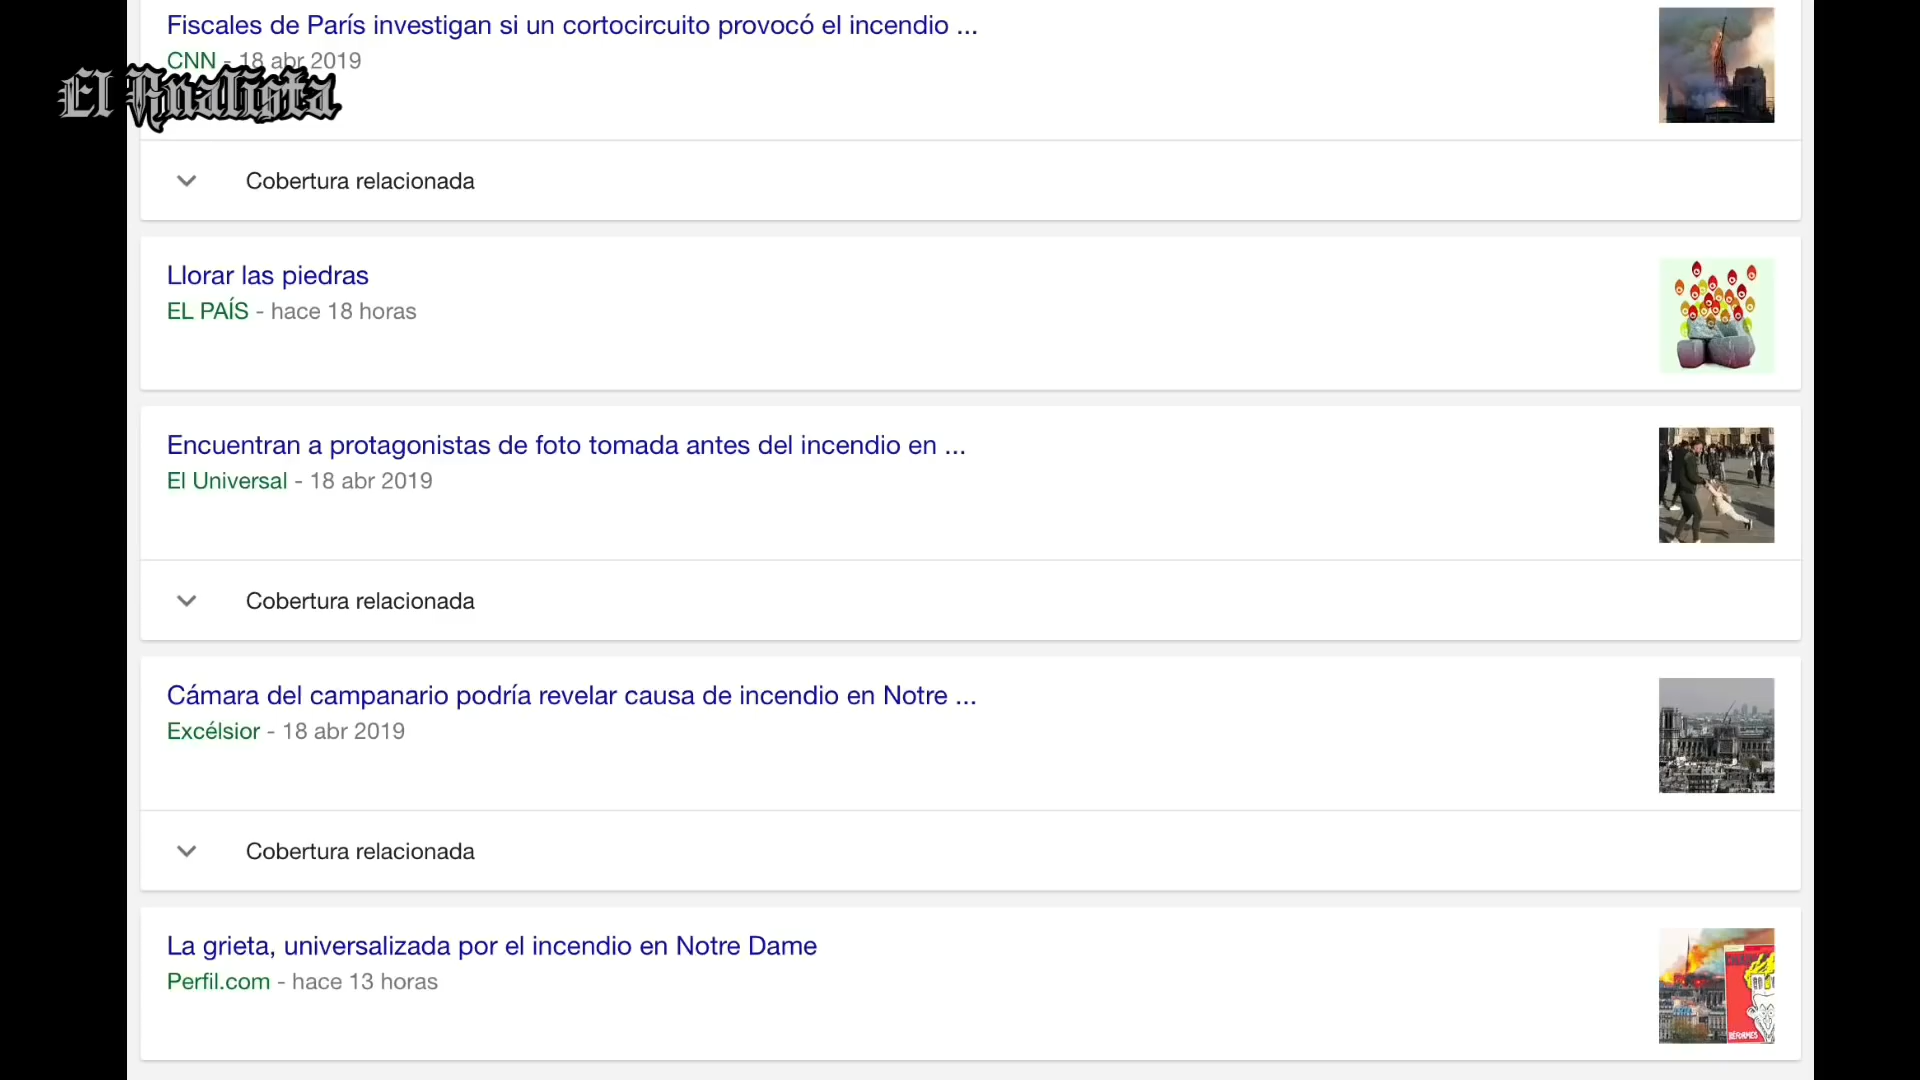 Fiscales de París investigan si un cortocircuito provocó el incendio ...
CNN - 18 abr 2019
El Analista
Cobertura relacionada
Llorar las piedras
EL PAÍS - hace 18 horas
Encuentran a protagonistas de foto tomada antes del incendio en ...
El Universal - 18 abr 2019
Cobertura relacionada
Cámara del campanario podría revelar causa de incendio en Notre ...
Excélsior - 18 abr 2019
Cobertura relacionada
La grieta, universalizada por el incendio en Notre Dame
Perfil.com - hace 13 horas
RÉFORMES